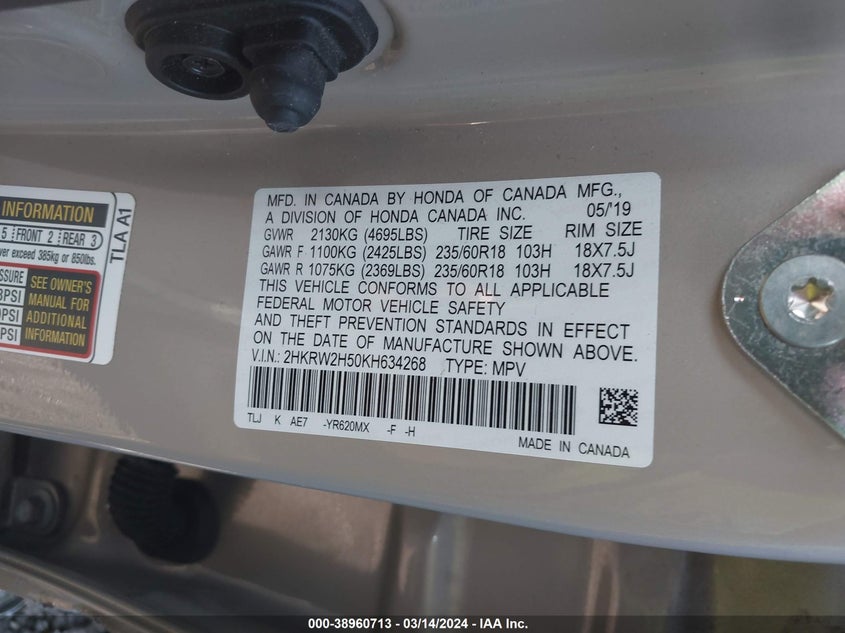 INFORMATION
5 FRONT 2 REAR 3
ver exceed 385kg or 850lbs.
ESSURE
PSI
PSI
PSI
SEE OWNER'S
MANUAL FOR
ADDITIONAL
INFORMATION
TLA A1
MFD. IN CANADA BY HONDA OF CANADA MFG.,
A DIVISION OF HONDA CANADA INC. 05/'19
GVWR 2130KG (4695LBS) TIRE SIZE RIM SIZE
GAWR F 1100KG (2425LBS) 235/60R18 103H 18X7.5J
GAWR R 1075KG (2369LBS) 235/60R18 103H 18X7.5J
THIS VEHICLE CONFORMS TO ALL APPLICABLE
FEDERAL MOTOR VEHICLE SAFETY
AND THEFT PREVENTION STANDARDS IN EFFECT
ON THE DATE OF MANUFACTURE SHOWN ABOVE.
V.I.N.: 2HKRW2H50KH634268 TYPE: MPV
TLJ K AE7 -YR620MX -F -H
MADE IN CANADA
000-38960713 - 03/14/2024 - IAA Inc.